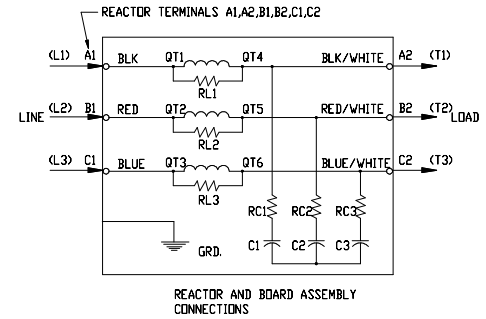 REACTOR TERMINALS A1,A2,B1,B2,C1,C2
(L1) A1 BLK QT1 QT4 BLK/WHITE A2 (T1)
RL1
LINE (L2) B1 RED QT2 QT5 RED/WHITE B2 (T2) LOAD
RL2
(L3) C1 BLUE QT3 QT6 BLUE/WHITE C2 (T3)
RL3
RC1 RC2 RC3
C1 C2 C3
GRD.
REACTOR AND BOARD ASSEMBLY
CONNECTIONS